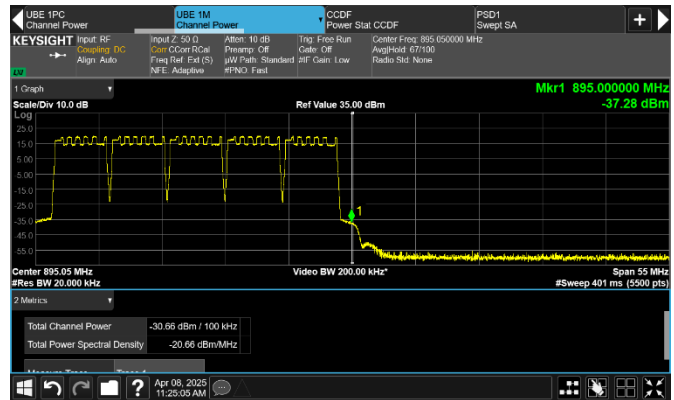 UBE 1PC
Channel Power
UBE 1M
Channel Power
CCDF
Power Stat CCDF
PSD1
Swept SA
KEYSIGHT
Input: RF
Coupling: DC
Align: Auto
Input Z: 50 Ω
Corr CCorr RCal
Freq Ref: Ext (S)
NFE: Adaptive
Atten: 10 dB
Preamp: Off
µW Path: Standard
#PNO: Fast
Trig: Free Run
Gate: Off
#IF Gain: Low
Center Freq: 895.050000 MHz
Avg|Hold: 67/100
Radio Std: None
1 Graph
Mkr1 895.000000 MHz
-37.28 dBm
Scale/Div 10.0 dB
Ref Value 35.00 dBm
Log
25.0
15.0
5.00
-5.00
-15.0
-25.0
-35.0
-45.0
-55.0
1
Center 895.05 MHz
Video BW 200.00 kHz*
Span 55 MHz
#Res BW 20.000 kHz
#Sweep 401 ms (5500 pts)
2 Metrics
Total Channel Power
-30.66 dBm / 100 kHz
Total Power Spectral Density
-20.66 dBm/MHz
Apr 08, 2025
11:25:05 AM